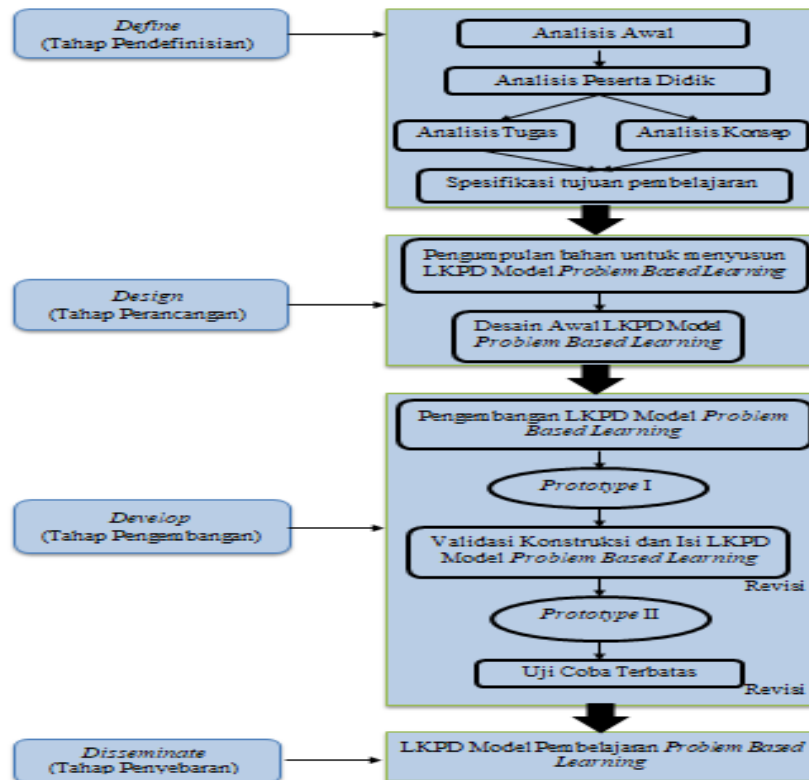 Define
(Tahap Pendefinisian)
Analisis Awal
Analisis Peserta Didik
Analisis Tugas
Analisis Konsep
Spesifikasi tujuan pembelajaran
Design
(Tahap Perancangan)
Pengumpulan bahan untuk menyusun
LKPD Model Problem Based Learning
Desain Awal LKPD Model
Problem Based Learning
Develop
(Tahap Pengembangan)
Pengembangan LKPD Model Problem
Based Learning
Prototype I
Validasi Konstruksi dan Isi LKPD
Model Problem Based Learning
Revisi
Prototype II
Uji Coba Terbatas
Revisi
Disseminate
(Tahap Penyebaran)
LKPD Model Pembelajaran Problem Based
Learning